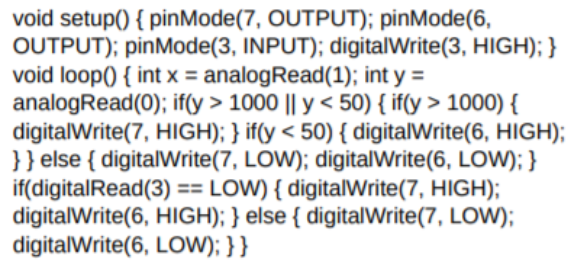 void setup() { pinMode(7, OUTPUT); pinMode(6,
OUTPUT); pinMode(3, INPUT); digitalWrite(3, HIGH); }
void loop() { int x = analogRead(1); int y =
analogRead(0); if(y > 1000 || y < 50) { if(y > 1000) {
digitalWrite(7, HIGH); } if(y < 50) { digitalWrite(6, HIGH);
} } else { digitalWrite(7, LOW); digitalWrite(6, LOW); }
if(digitalRead(3) == LOW) { digitalWrite(7, HIGH);
digitalWrite(6, HIGH); } else { digitalWrite(7, LOW);
digitalWrite(6, LOW); } }